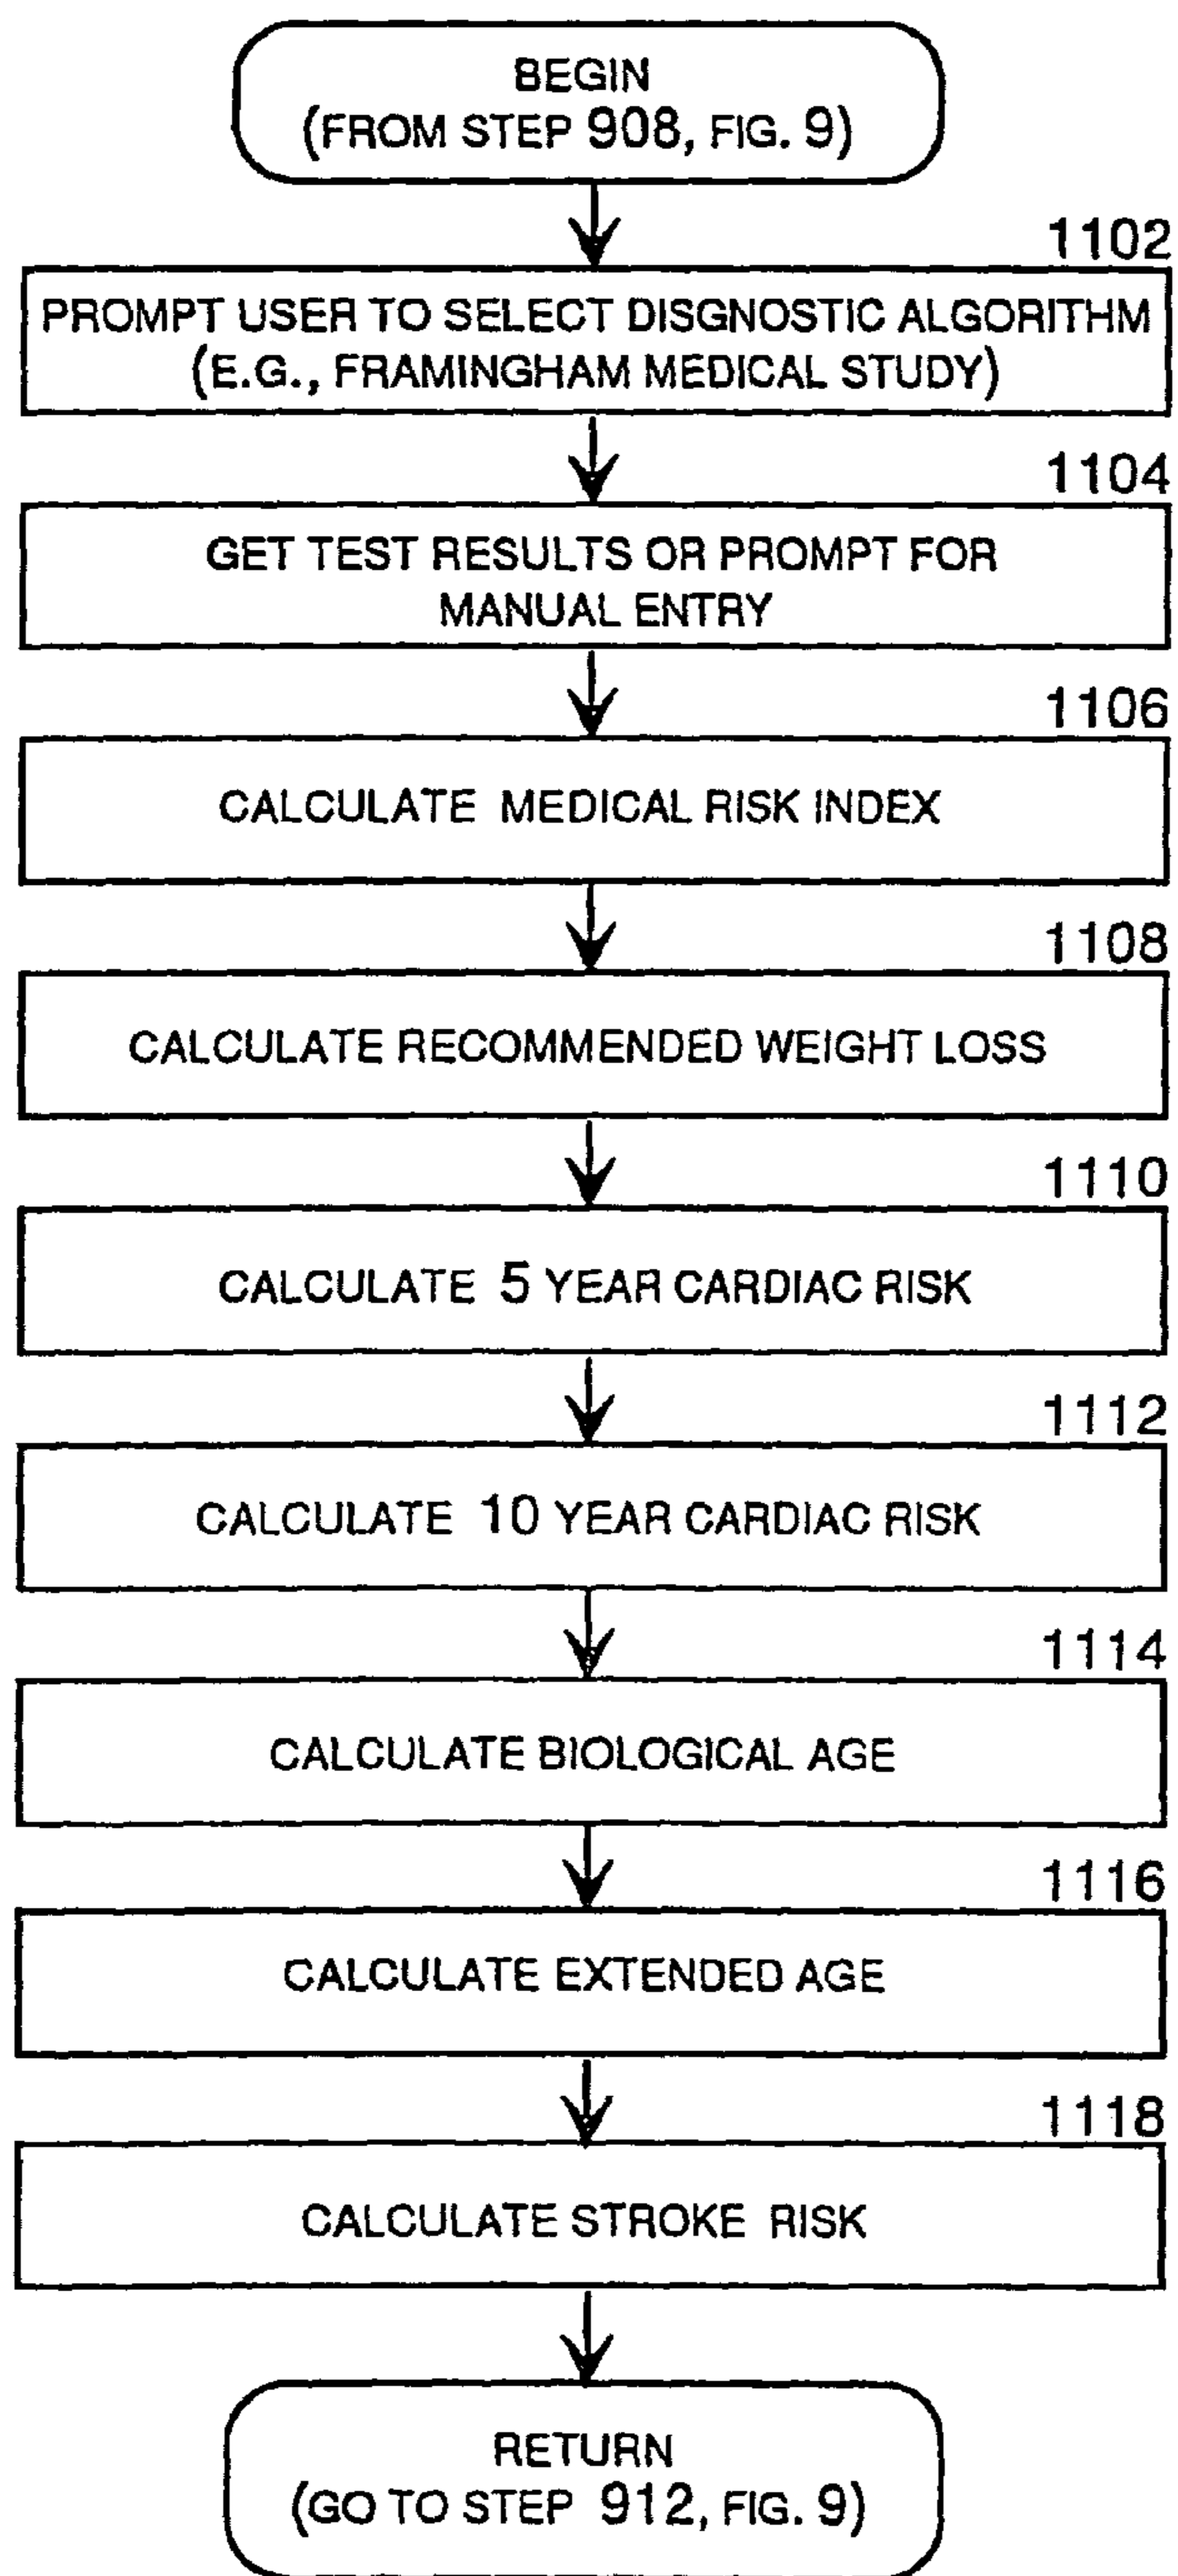 BEGIN
(FROM STEP 908, FIG. 9)
1102
PROMPT USER TO SELECT DISGNOSTIC ALGORITHM
(E.G., FRAMINGHAM MEDICAL STUDY)
1104
GET TEST RESULTS OR PROMPT FOR
MANUAL ENTRY
1106
CALCULATE MEDICAL RISK INDEX
1108
CALCULATE RECOMMENDED WEIGHT LOSS
1110
CALCULATE 5 YEAR CARDIAC RISK
1112
CALCULATE 10 YEAR CARDIAC RISK
1114
CALCULATE BIOLOGICAL AGE
1116
CALCULATE EXTENDED AGE
1118
CALCULATE STROKE RISK
RETURN
(GO TO STEP 912, FIG. 9)